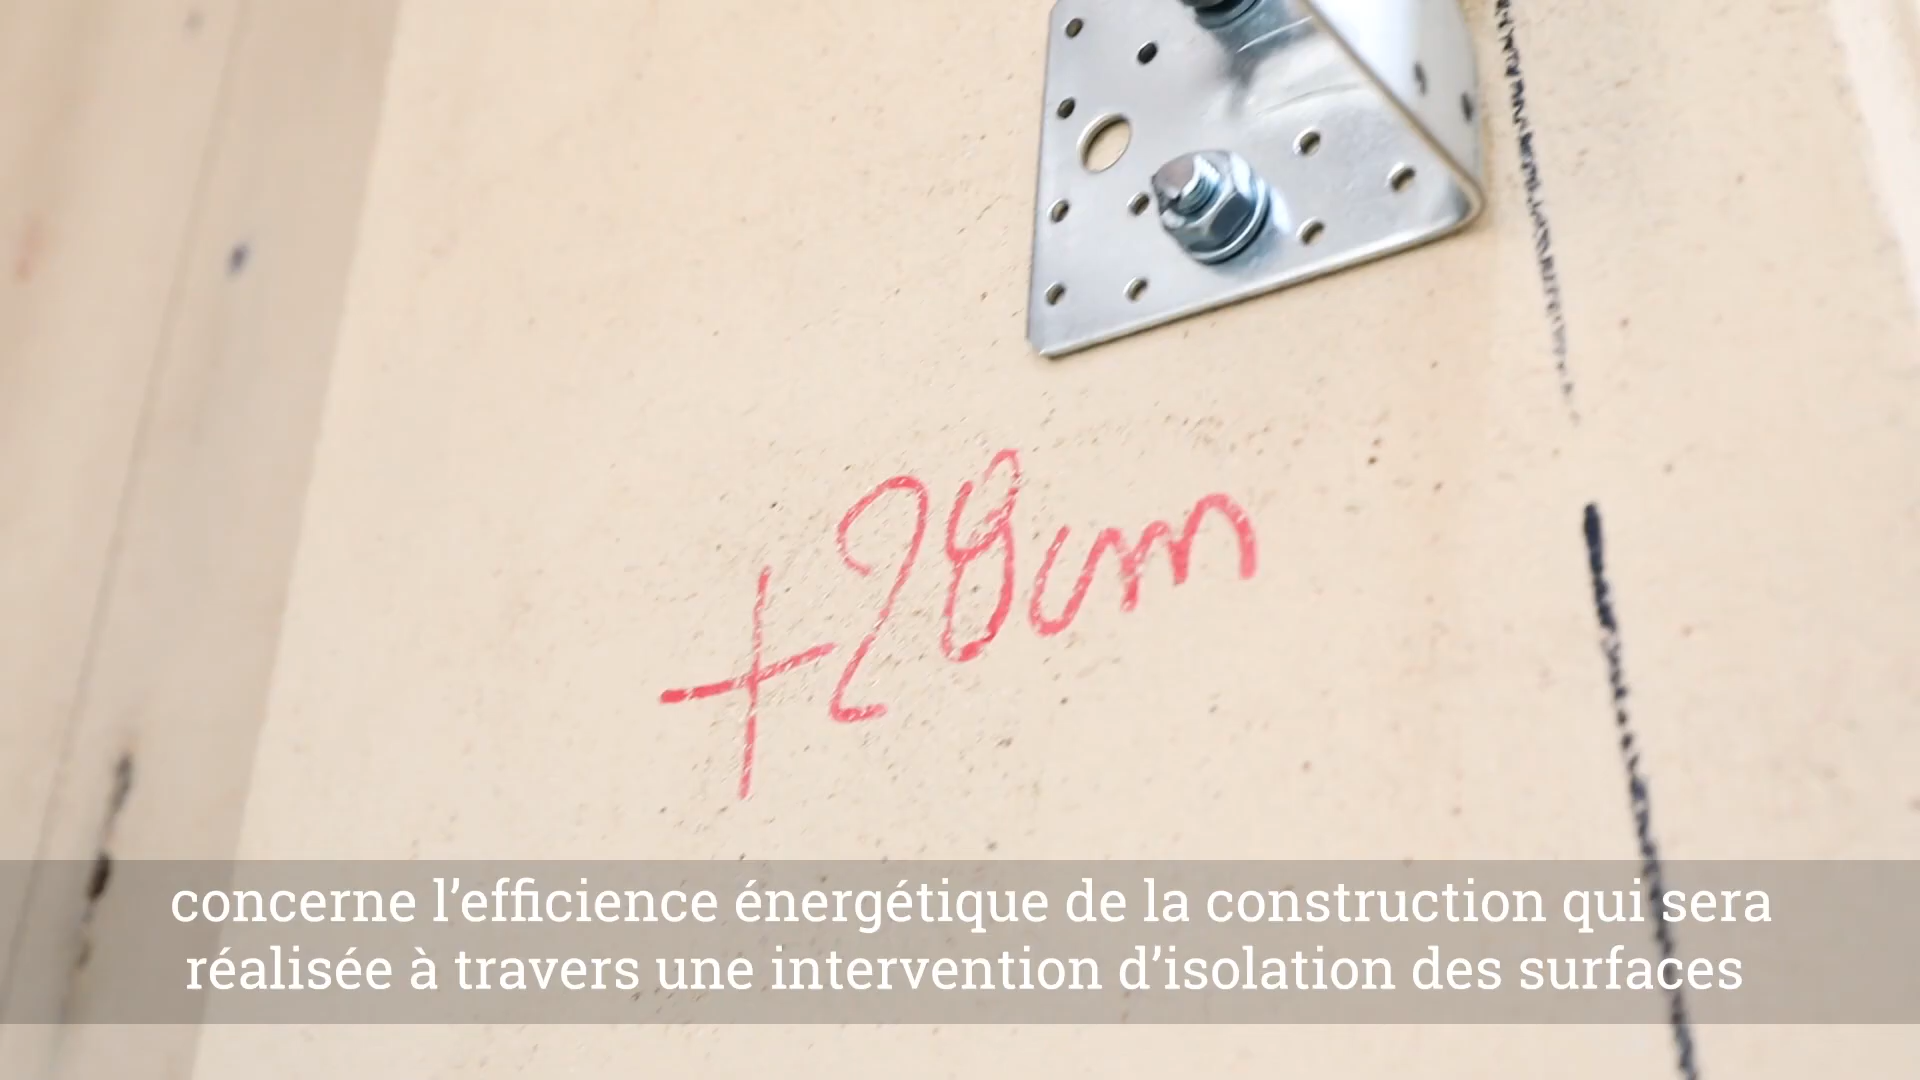 +28cm
concerne l’efficience énergétique de la construction qui sera
réalisée à travers une intervention d’isolation des surfaces